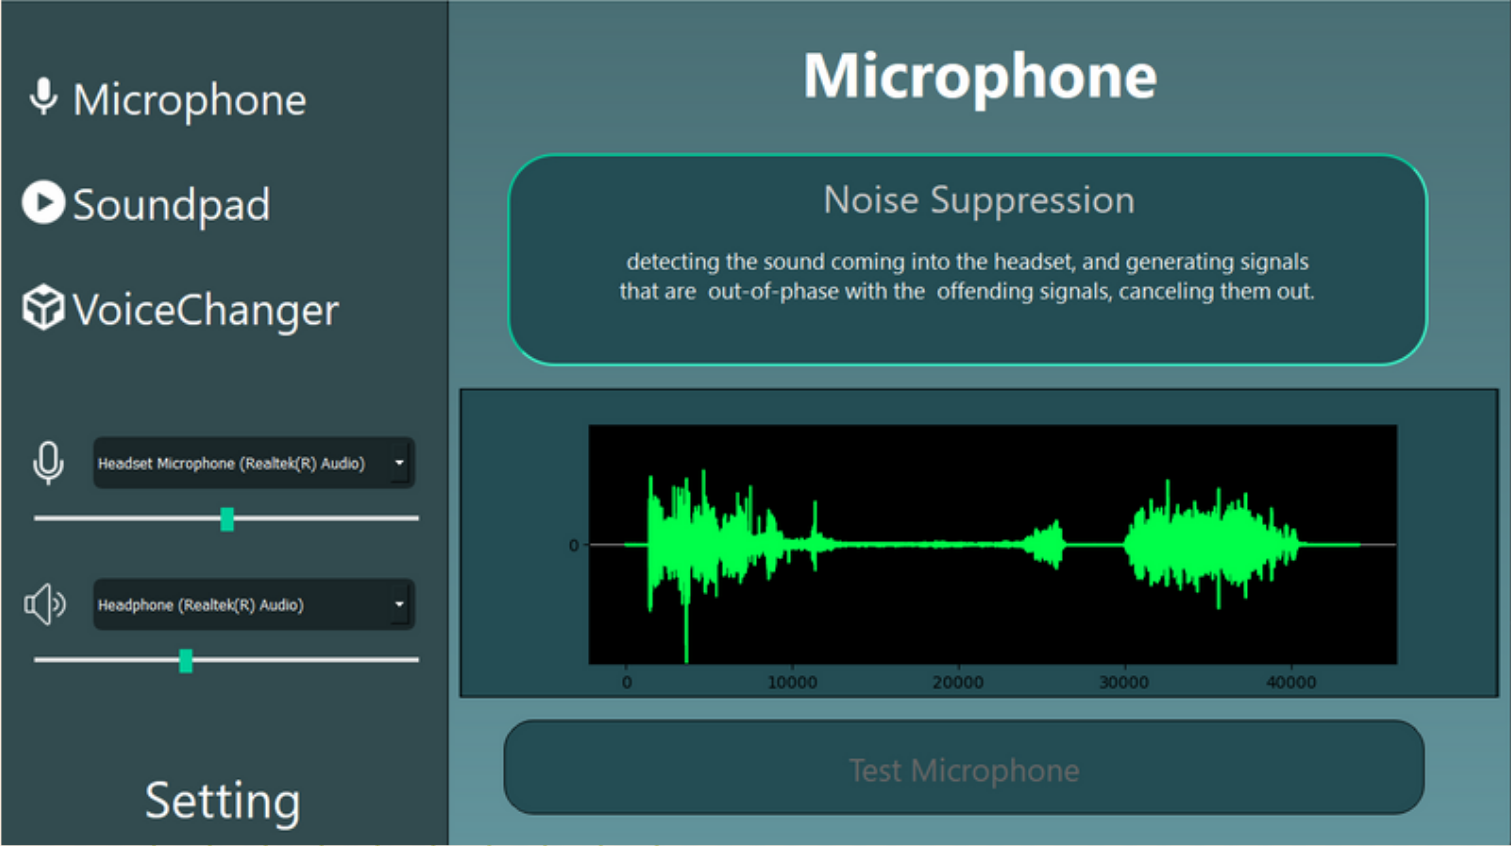 Microphone
Soundpad
VoiceChanger
Headset Microphone (Realtek(R) Audio)
Headphone (Realtek(R) Audio)
Setting
Microphone
Noise Suppression
detecting the sound coming into the headset, and generating signals
that are  out-of-phase with the  offending signals, canceling them out.
0
0 10000 20000 30000 40000
Test Microphone